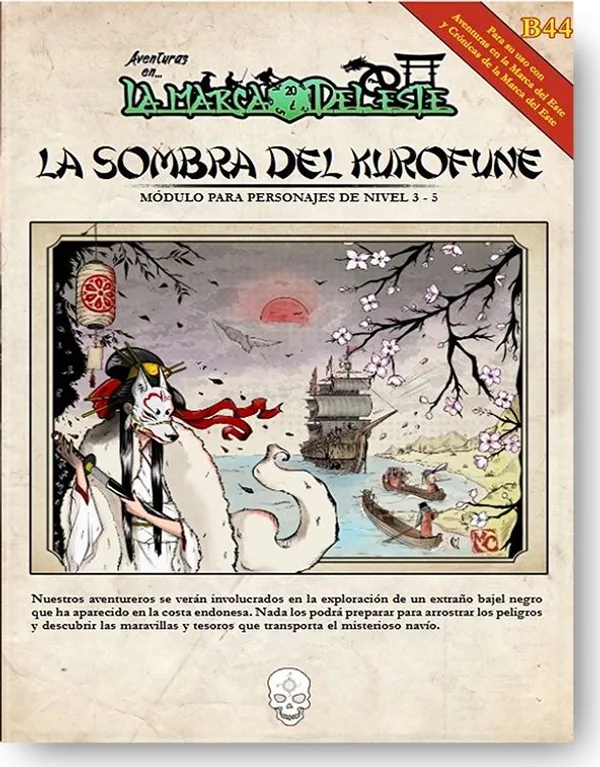 B44
Para su uso con
Aventuras en la Marca del Este
y Crónicas de la Marca del Este
Aventuras
en...
LA MARCA DEL ESTE
20
LA SOMBRA DEL KUROFUNE
MÓDULO PARA PERSONAJES DE NIVEL 3 - 5
MC
Nuestros aventureros se verán involucrados en la exploración de un extraño bajel negro
que ha aparecido en la costa endonesa. Nada los podrá preparar para arrostrar los peligros
y descubrir las maravillas y tesoros que transporta el misterioso navío.